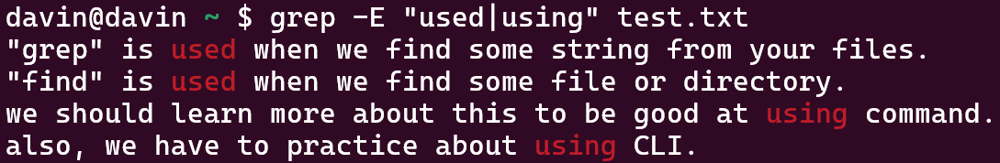 davin@davin ~ $ grep -E "used|using" test.txt
"grep" is used when we find some string from your files.
"find" is used when we find some file or directory.
we should learn more about this to be good at using command.
also, we have to practice about using CLI.